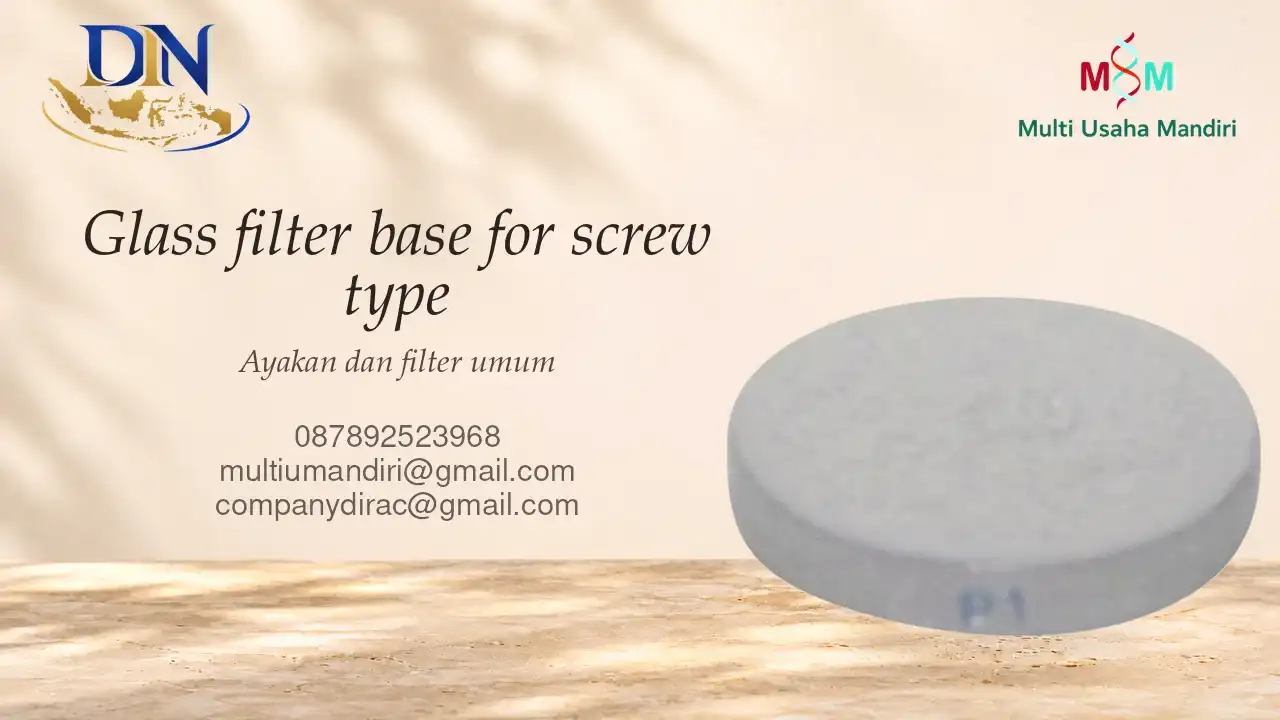 DN
M M
Multi Usaha Mandiri
Glass filter base for screw
type
Ayakan dan filter umum
087892523968
multiumandiri@gmail.com
companydirac@gmail.com
P1